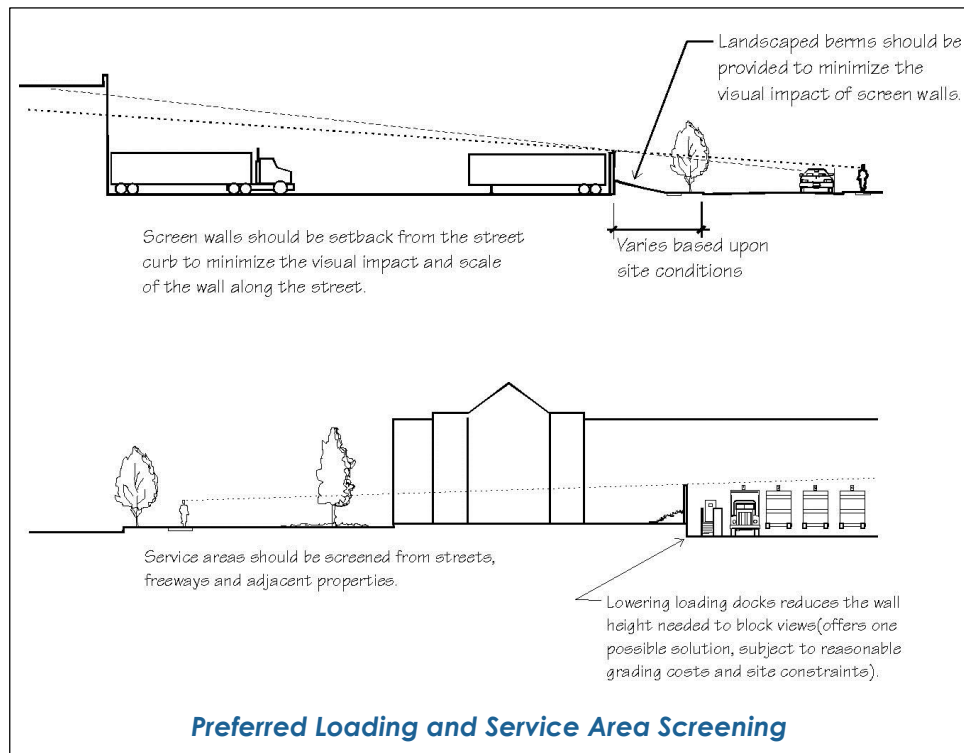 Landscaped berms should be
provided to minimize the
visual impact of screen walls.
Screen walls should be setback from the street
curb to minimize the visual impact and scale
of the wall along the street.
Varies based upon
site conditions
Service areas should be screened from streets,
freeways and adjacent properties.
Lowering loading docks reduces the wall
height needed to block views(offers one
possible solution, subject to reasonable
grading costs and site constraints).
Preferred Loading and Service Area Screening